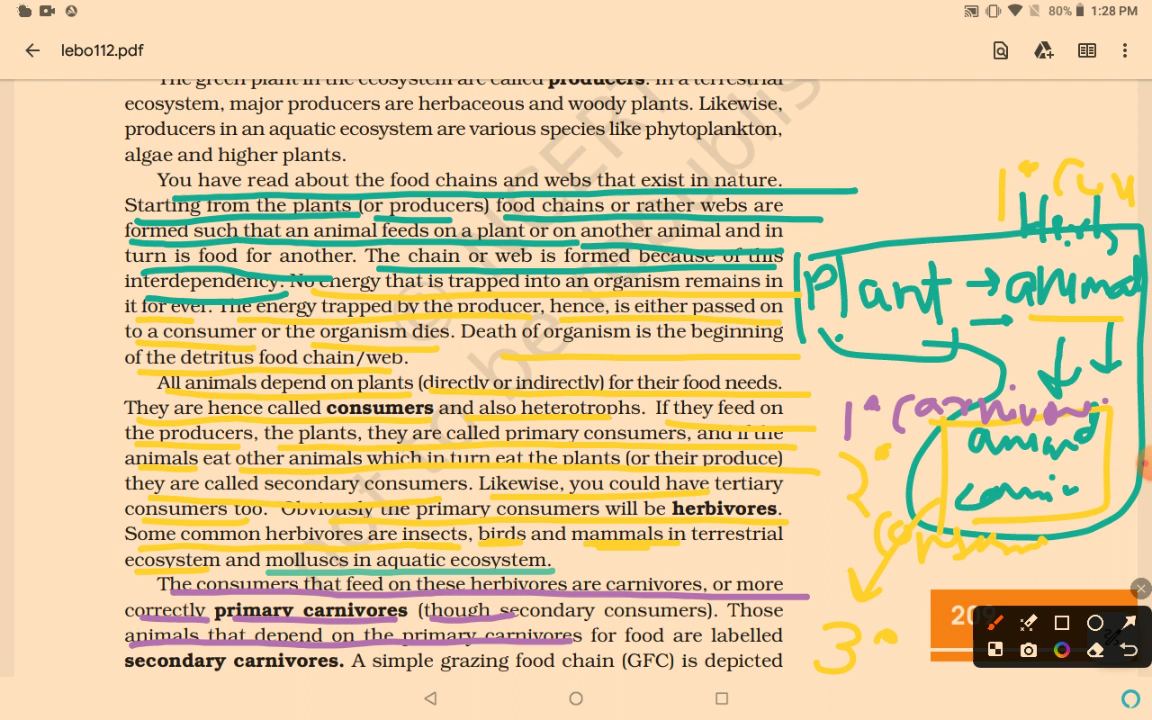 80% 1:28 PM
lebo112.pdf
The green plant in the ecosystem are called producers. In a terrestrial
ecosystem, major producers are herbaceous and woody plants. Likewise,
producers in an aquatic ecosystem are various species like phytoplankton,
algae and higher plants.
You have read about the food chains and webs that exist in nature.
Starting from the plants (or producers) food chains or rather webs are
formed such that an animal feeds on a plant or on another animal and in
turn is food for another. The chain or web is formed because of this
interdependency. No energy that is trapped into an organism remains in
it for ever. The energy trapped by the producer, hence, is either passed on
to a consumer or the organism dies. Death of organism is the beginning
of the detritus food chain/web.
All animals depend on plants (directly or indirectly) for their food needs.
They are hence called consumers and also heterotrophs. If they feed on
the producers, the plants, they are called primary consumers, and if the
animals eat other animals which in turn eat the plants (or their produce)
they are called secondary consumers. Likewise, you could have tertiary
consumers too. Obviously the primary consumers will be herbivores.
Some common herbivores are insects, birds and mammals in terrestrial
ecosystem and molluscs in aquatic ecosystem.
The consumers that feed on these herbivores are carnivores, or more
correctly primary carnivores (though secondary consumers). Those
animals that depend on the primary carnivores for food are labelled
secondary carnivores. A simple grazing food chain (GFC) is depicted
1°
Plant → animal
1°
animal
2°
3°